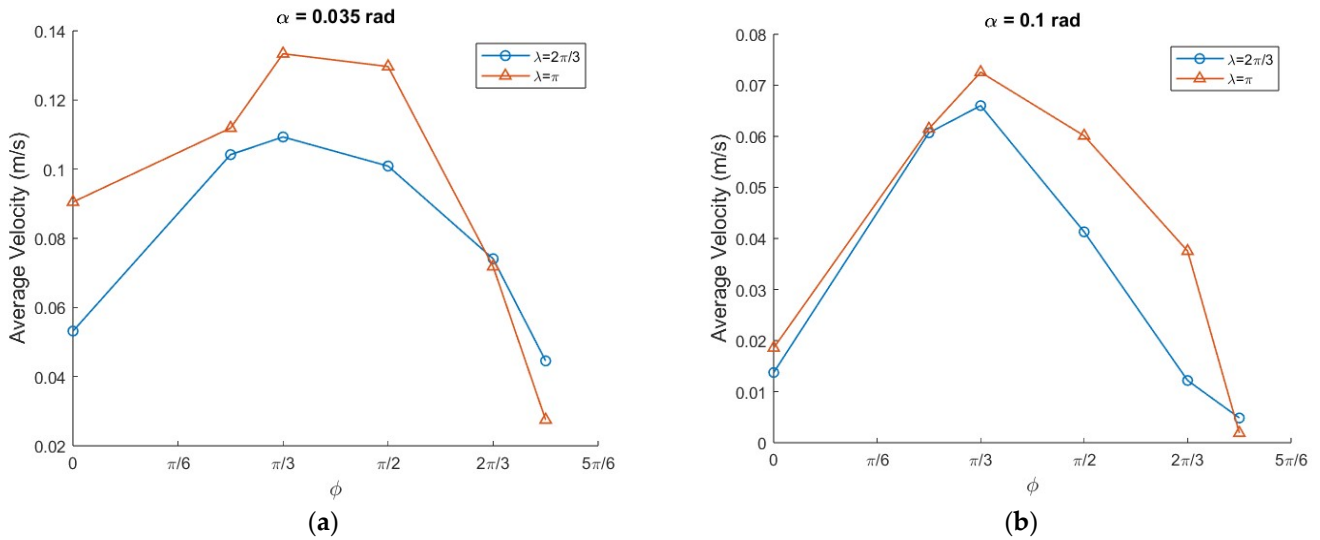 α = 0.035 rad
0.14
0.12
0.1
0.08
0.06
0.04
0.02
Average Velocity (m/s)
λ=2π/3
λ=π
0 π/6 π/3 π/2 2π/3 5π/6
ϕ
(a)
α = 0.1 rad
0.08
0.07
0.06
0.05
0.04
0.03
0.02
0.01
0
Average Velocity (m/s)
λ=2π/3
λ=π
0 π/6 π/3 π/2 2π/3 5π/6
ϕ
(b)